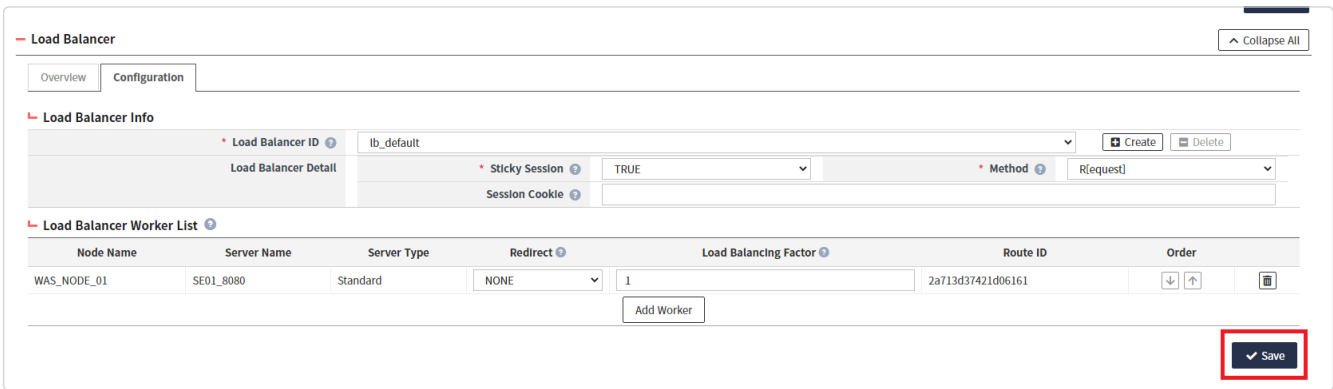 Load Balancer
Collapse All
Overview Configuration
Load Balancer Info
* Load Balancer ID lb_default Create Delete
Load Balancer Detail * Sticky Session TRUE * Method R[equest]
Session Cookie
Load Balancer Worker List
Node Name Server Name Server Type Redirect Load Balancing Factor Route ID Order
WAS_NODE_01 SE01_8080 Standard NONE 1 2a713d37421d06161
Add Worker
Save